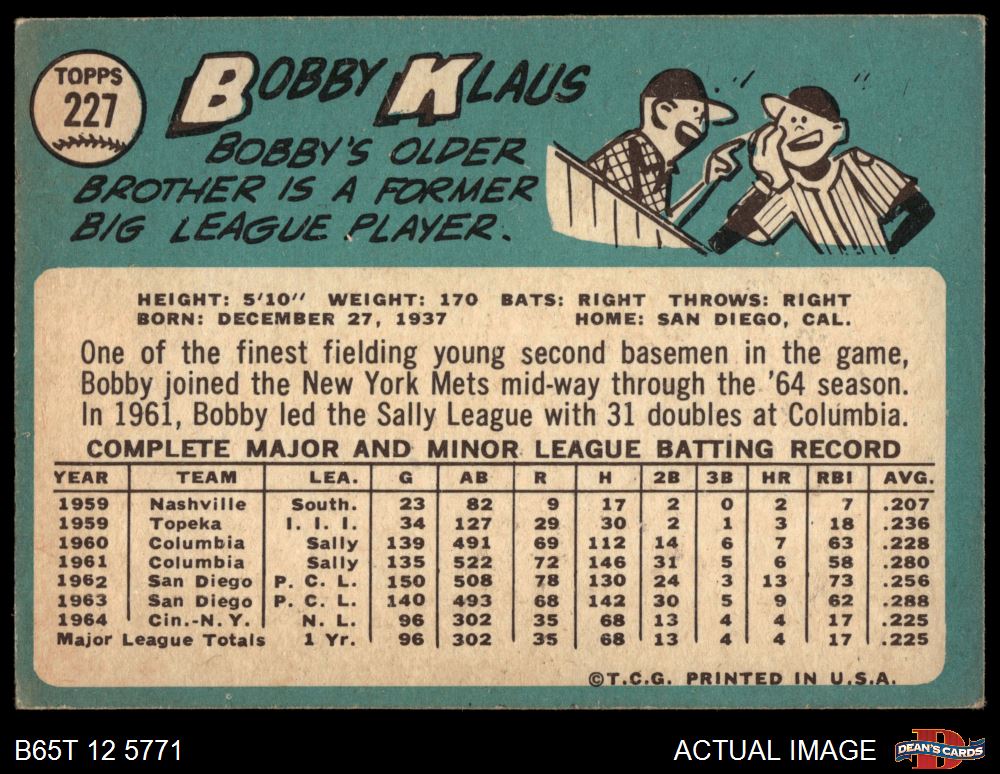 TOPPS
227
BOBBY KLAUS
BOBBY'S OLDER
BROTHER IS A FORMER
BIG LEAGUE PLAYER.
HEIGHT: 5'10" WEIGHT: 170 BATS: RIGHT THROWS: RIGHT
BORN: DECEMBER 27, 1937 HOME: SAN DIEGO, CAL.
One of the finest fielding young second basemen in the game,
Bobby joined the New York Mets mid-way through the '64 season.
In 1961, Bobby led the Sally League with 31 doubles at Columbia.
COMPLETE MAJOR AND MINOR LEAGUE BATTING RECORD
YEAR TEAM LEA. G AB R H 2B 3B HR RBI AVG.
1959 Nashville South. 23 82 9 17 2 0 2 7 .207
1959 Topeka I. I. I. 34 127 29 30 2 1 3 18 .236
1960 Columbia Sally 139 491 69 112 14 6 7 63 .228
1961 Columbia Sally 135 522 72 146 31 5 6 58 .280
1962 San Diego P. C. L. 150 508 78 130 24 3 13 73 .256
1963 San Diego P. C. L. 140 493 68 142 30 5 9 62 .288
1964 Cin.-N. Y. N. L. 96 302 35 68 13 4 4 17 .225
Major League Totals 1 Yr. 96 302 35 68 13 4 4 17 .225
©T.C.G. PRINTED IN U.S.A.
B65T 12 5771 ACTUAL IMAGE DEAN'S CARDS